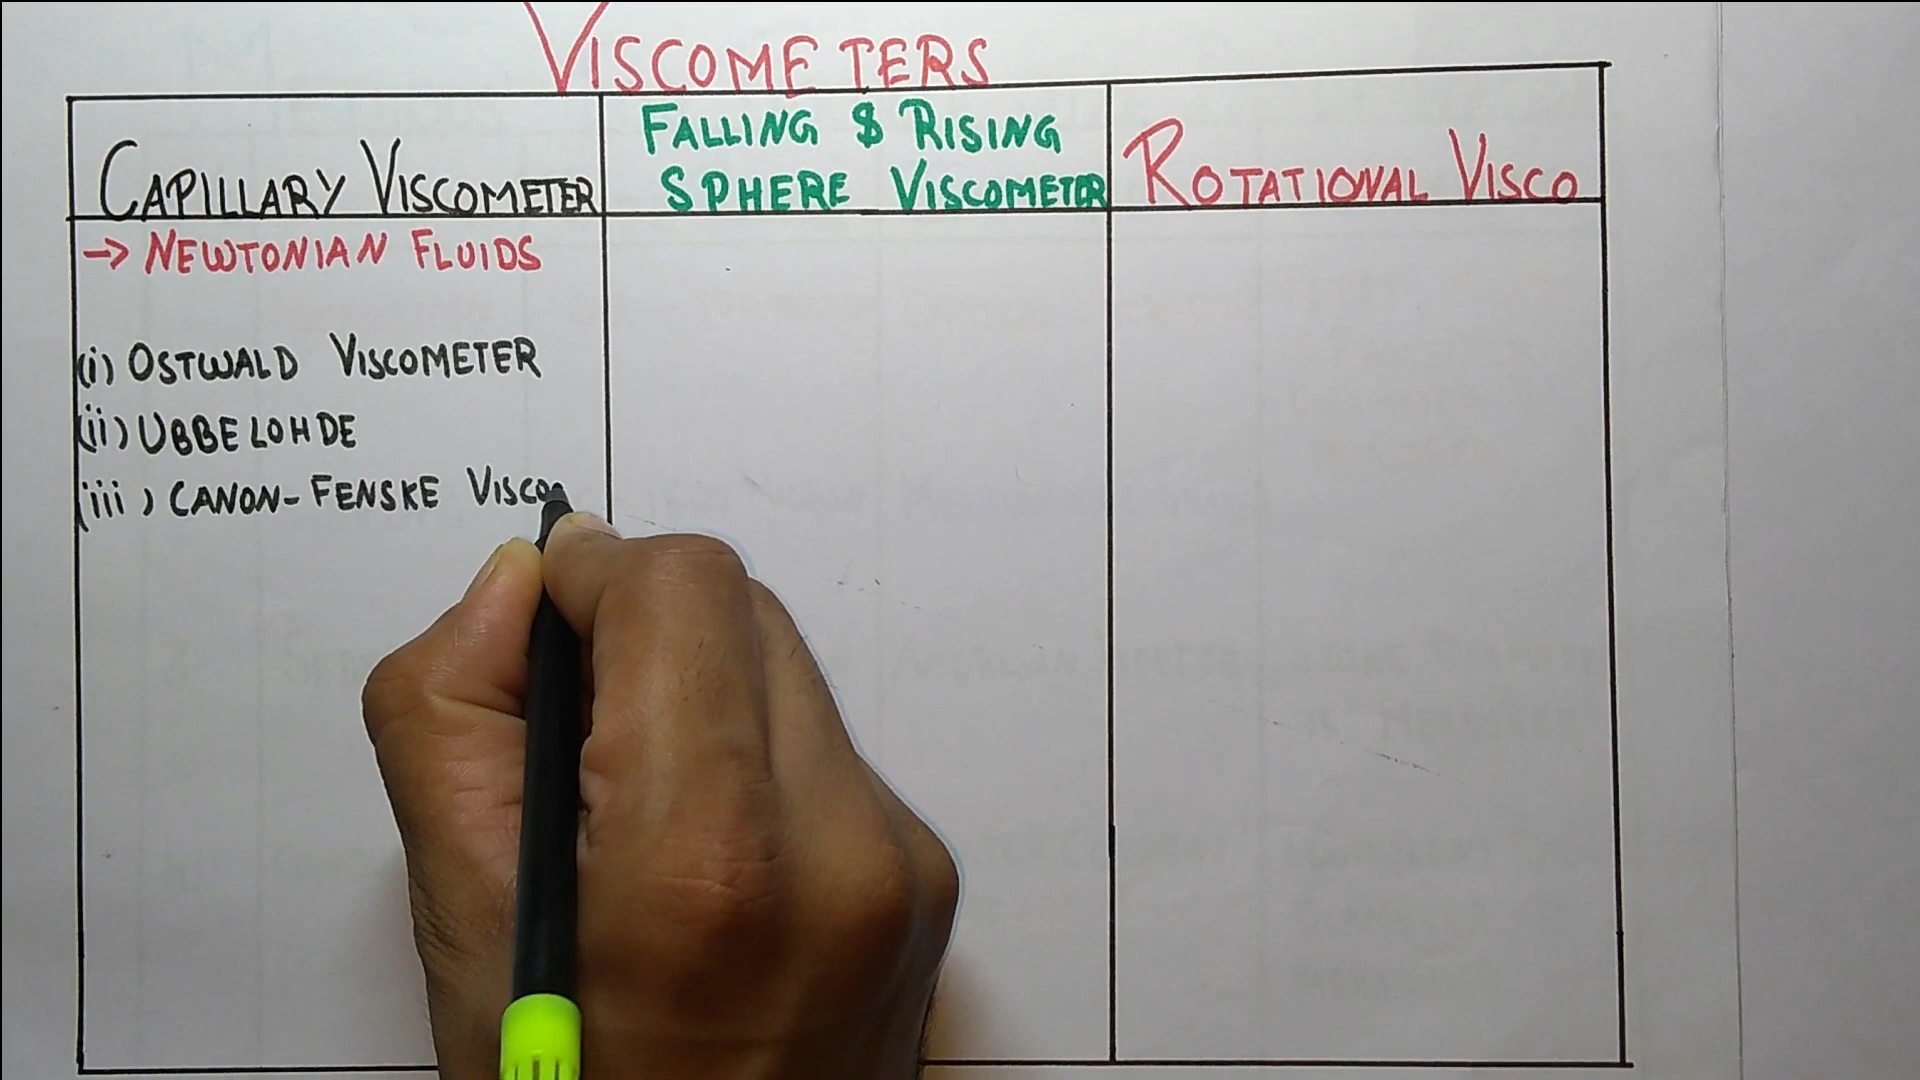 VISCOMETERS
CAPILLARY VISCOMETER
FALLING $ RISING
SPHERE VISCOMETER
ROTATIONAL VISCO
→ NEWTONIAN FLUIDS
(i) OSTWALD VISCOMETER
(ii) UBBELOHDE
(iii) CANON-FENSKE VISCO